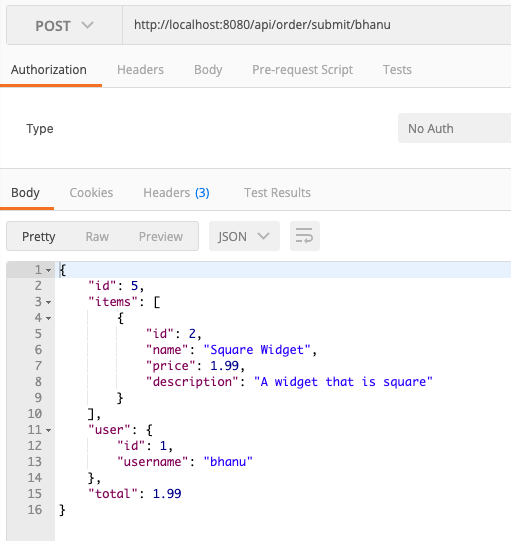 POST http://localhost:8080/api/order/submit/bhanu
Authorization Headers Body Pre-request Script Tests
Type No Auth
Body Cookies Headers (3) Test Results
Pretty Raw Preview JSON
1 {
2 "id": 5,
3 "items": [
4 {
5 "id": 2,
6 "name": "Square Widget",
7 "price": 1.99,
8 "description": "A widget that is square"
9 }
10 ],
11 "user": {
12 "id": 1,
13 "username": "bhanu"
14 },
15 "total": 1.99
16 }